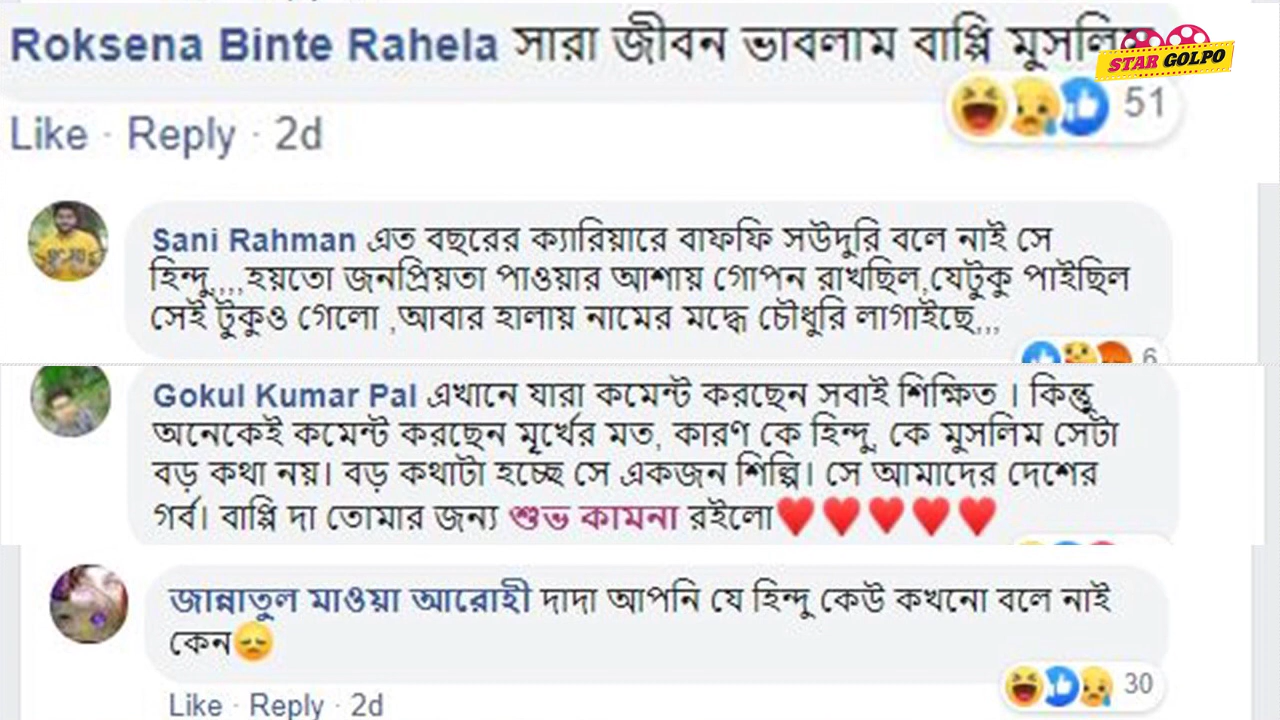 Roksena Binte Rahela সারা জীবন ভাবলাম বাপ্পি
STAR GOLPO
51
Like · Reply · 2d
Sani Rahman এত বছরের ক্যারিয়ারে বাফফি সউদুরি বলে নাই সে
হিন্দু,,,,হয়তো জনপ্রিয়তা পাওয়ার আশায় গোপন রাখছিল,যেটুকু পাইছিল
সেই টুকুও গেলো ,আবার হালায় নামের মদ্ধে চৌধুরি লাগাইছে,,,
6
Gokul Kumar Pal এখানে যারা কমেন্ট করছেন সবাই শিক্ষিত । কিন্তু
অনেকেই কমেন্ট করছেন মূর্খের মত, কারণ কে হিন্দু, কে মুসলিম সেটা
বড় কথা নয়। বড় কথাটা হচ্ছে সে একজন শিল্পি। সে আমাদের দেশের
গর্ব। বাপ্পি দা তোমার জন্য শুভ কামনা রইলো❤️❤️❤️❤️❤️
জান্নাতুল মাওয়া আরোহী দাদা আপনি যে হিন্দু কেউ কখনো বলে নাই
কেন😞
30
Like · Reply · 2d